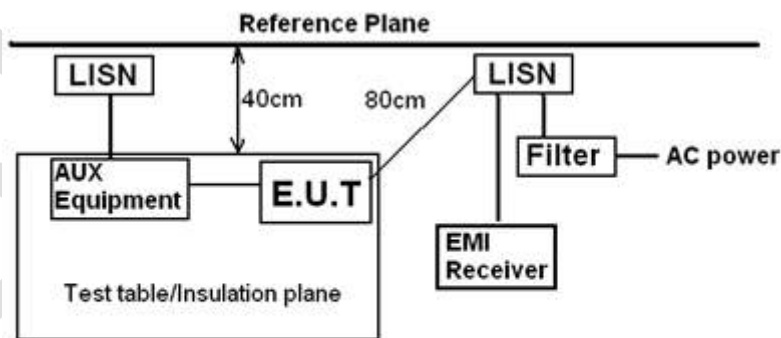 Reference Plane
LISN
40cm
80cm
LISN
Filter
AC power
AUX
Equipment
E.U.T
EMI
Receiver
Test table/Insulation plane